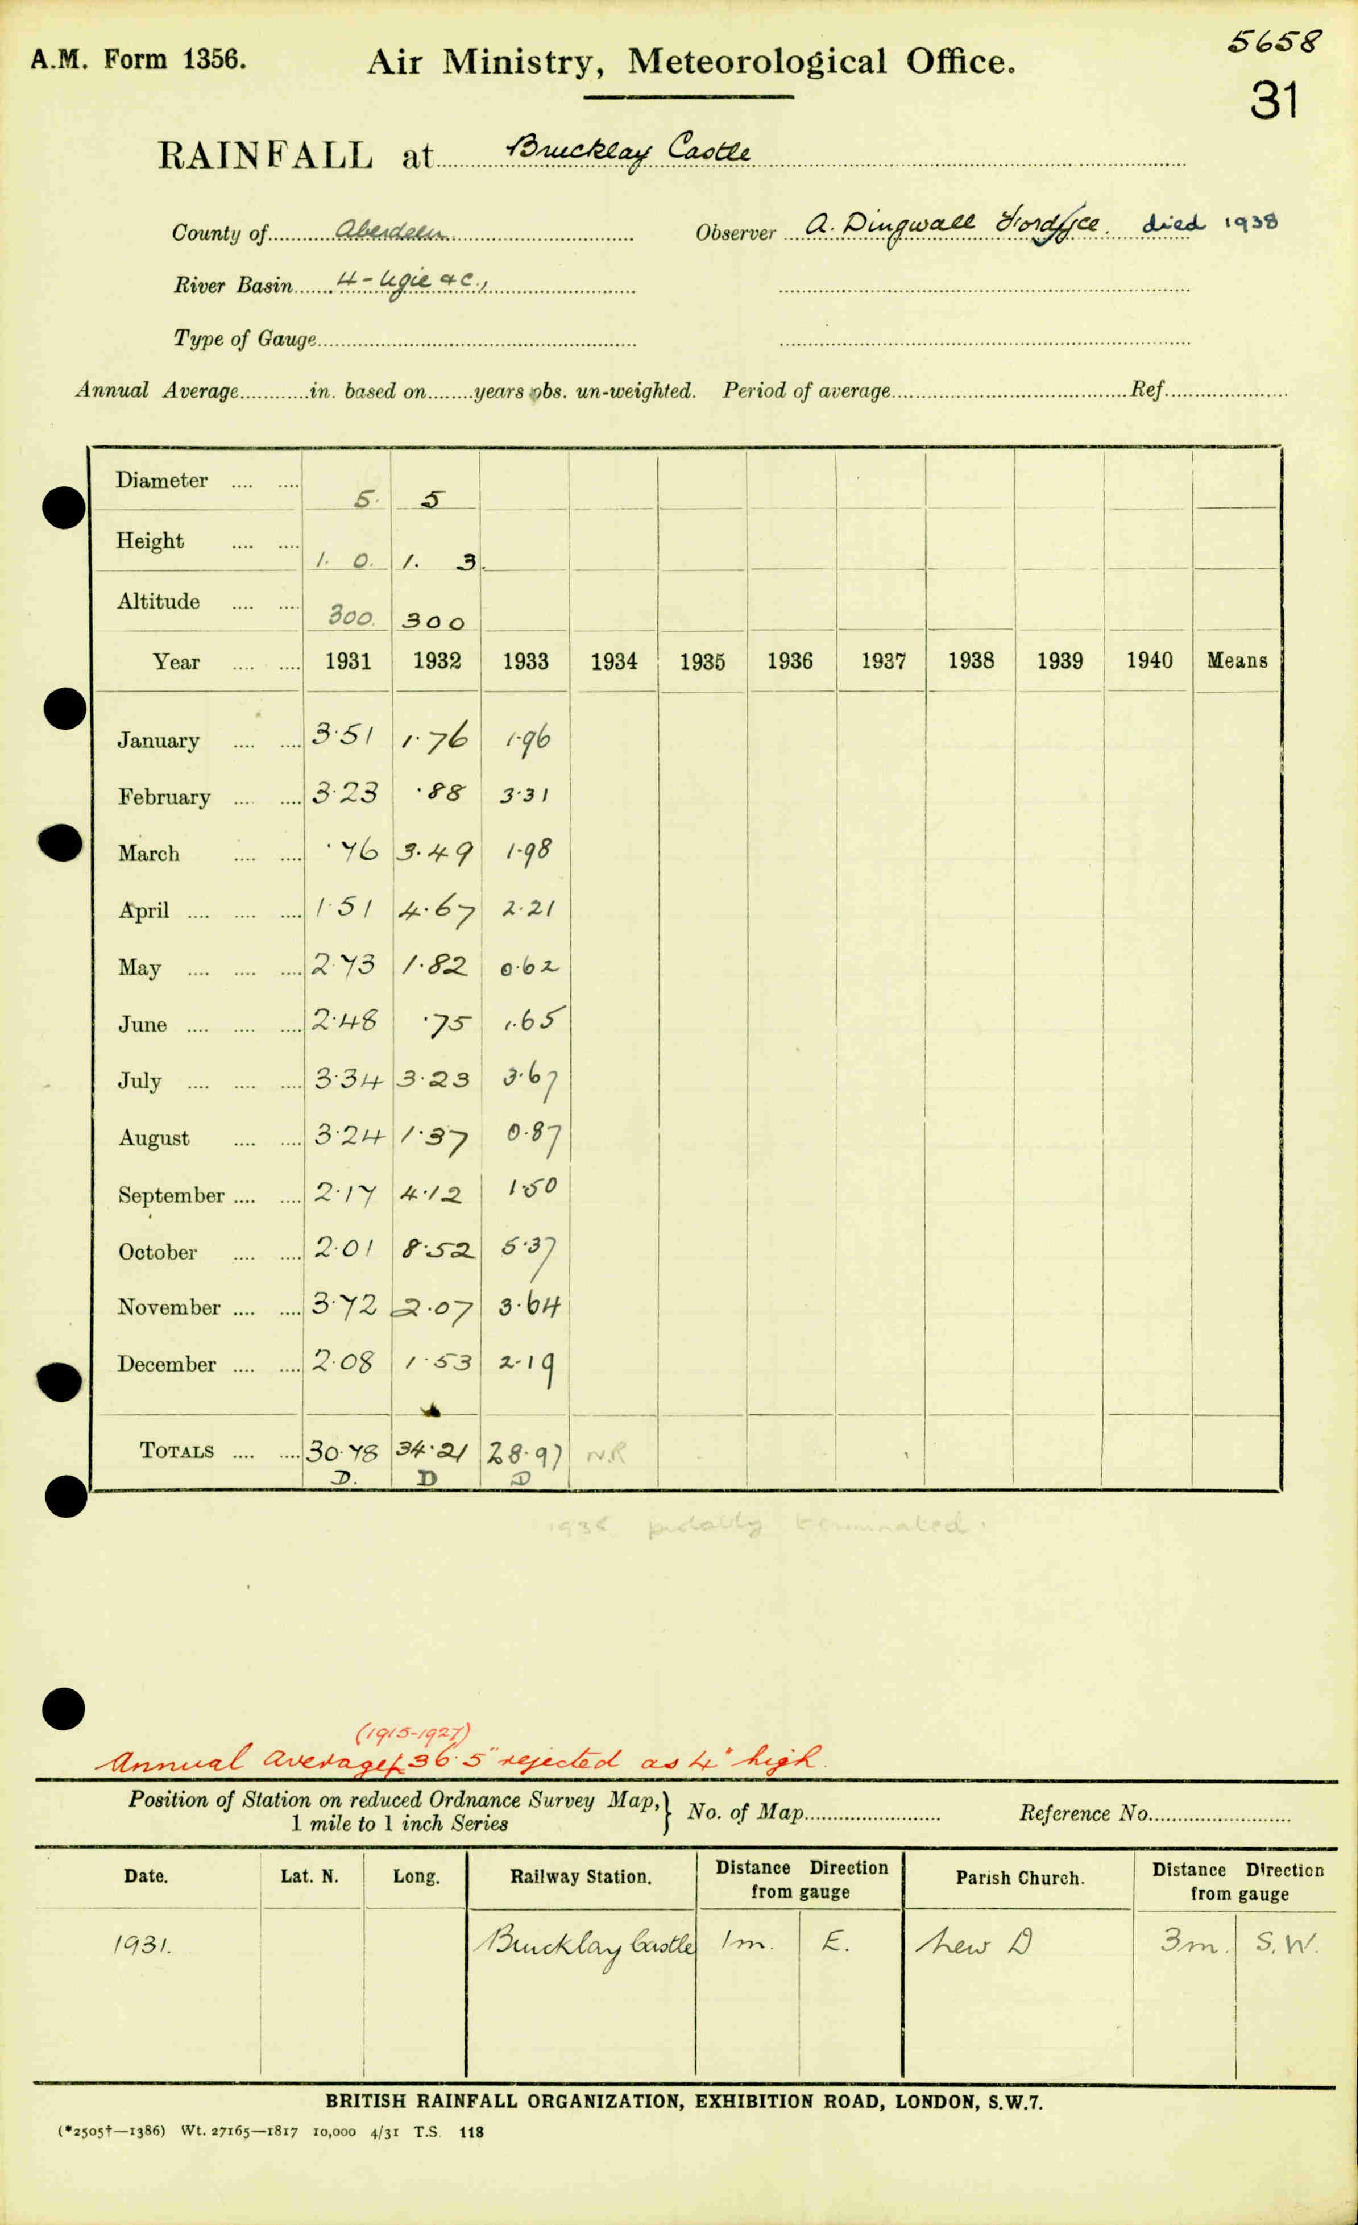 5658
A.M. Form 1356. Air Ministry, Meteorological Office.
31
RAINFALL at Brucklay Castle
County of Aberdeen Observer A. Dingwall Fordyce. died 1938
River Basin 4-Ugie &c.,
Type of Gauge
Annual Average in. based on years obs. un-weighted. Period of average Ref.
Diameter 5. 5
Height 1. 0. 1. 3
Altitude 300. 300
Year 1931 1932 1933 1934 1935 1936 1937 1938 1939 1940 Means
January 3.51 1.76 1.96
February 3.23 .88 3.31
March .76 3.49 1.98
April 1.51 4.67 2.21
May 2.73 1.82 0.62
June 2.48 .75 1.65
July 3.34 3.23 3.67
August 3.24 1.37 0.87
September 2.17 4.12 1.50
October 2.01 8.52 5.37
November 3.72 2.07 3.64
December 2.08 1.53 2.19
TOTALS 30.78 34.21 28.97 N.R
D. D D
probably terminated.
(1915-1927)
Annual average 36.5" rejected as 4" high.
Position of Station on reduced Ordnance Survey Map, } No. of Map Reference No.
1 mile to 1 inch Series
Date. Lat. N. Long. Railway Station. Distance Direction from gauge Parish Church. Distance Direction from gauge
1931. Brucklay Castle 1m. E. New D 3m. S.W.
BRITISH RAINFALL ORGANIZATION, EXHIBITION ROAD, LONDON, S.W.7.
(*2505†—1386) Wt. 27165—1817 10,000 4/31 T.S. 118